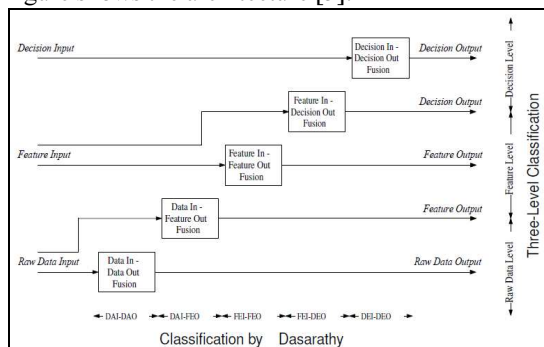 Decision Input
Decision In -
Decision Out
Fusion
Decision Output
Feature In -
Decision Out
Fusion
Decision Output
Feature Input
Feature In -
Feature Out
Fusion
Feature Output
Data In -
Feature Out
Fusion
Feature Output
Raw Data Input
Data In -
Data Out
Fusion
Raw Data Output
Decision Level
Feature Level
Raw Data Level
Three-Level Classification
DAI-DAO
DAI-FEO
FEI-FEO
FEI-DEO
DEI-DEO
Classification by Dasarathy